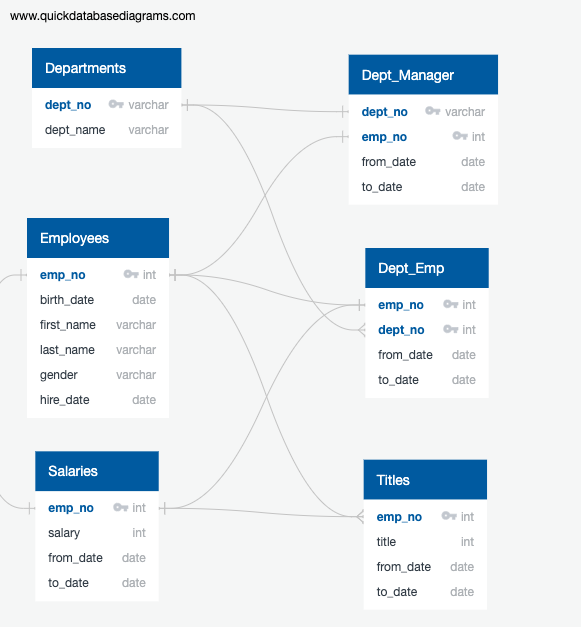 www.quickdatabasediagrams.com
Departments
dept_no varchar
dept_name varchar
Dept_Manager
dept_no varchar
emp_no int
from_date date
to_date date
Employees
emp_no int
birth_date date
first_name varchar
last_name varchar
gender varchar
hire_date date
Dept_Emp
emp_no int
dept_no int
from_date date
to_date date
Salaries
emp_no int
salary int
from_date date
to_date date
Titles
emp_no int
title int
from_date date
to_date date